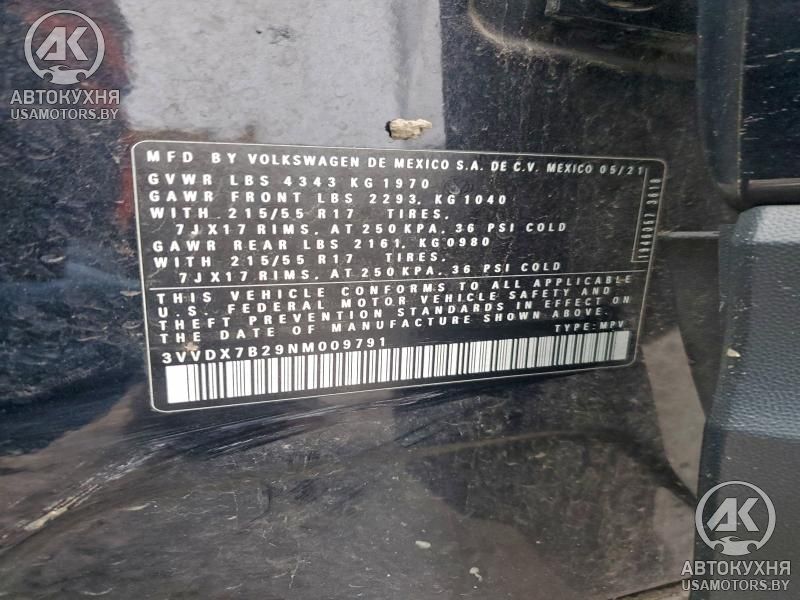 AK
АВТОКУХНЯ
USAMOTORS.BY
MFD BY VOLKSWAGEN DE MEXICO S.A. DE C.V. MEXICO 05/21
GVWR LBS 4343 KG 1970
GAWR FRONT LBS 2293, KG 1040
WITH 215/55 R17 TIRES,
7JX17 RIMS, AT 250 KPA, 36 PSI COLD
GAWR REAR LBS 2161, KG 0980
WITH 215/55 R17 TIRES,
7JX17 RIMS, AT 250 KPA, 36 PSI COLD
THIS VEHICLE CONFORMS TO ALL APPLICABLE
U.S. FEDERAL MOTOR VEHICLE SAFETY AND
THEFT PREVENTION STANDARDS IN EFFECT ON
THE DATE OF MANUFACTURE SHOWN ABOVE.
TYPE: MPV
3VVDX7B29NM009791
AK
АВТОКУХНЯ
USAMOTORS.BY